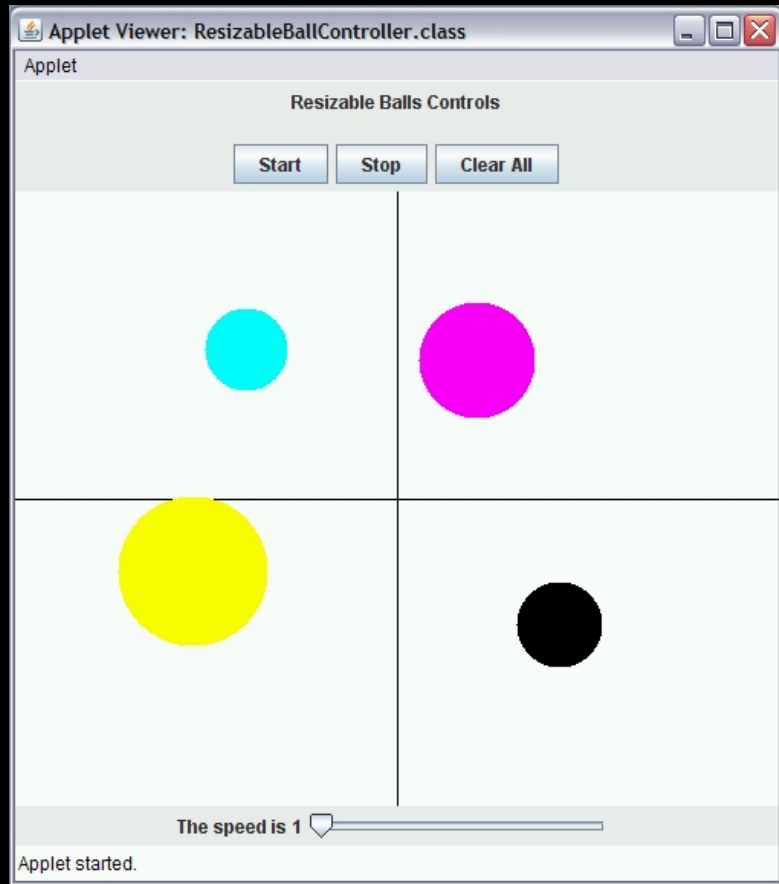 Applet Viewer: ResizableBallController.class
Applet
Resizable Balls Controls
Start Stop Clear All
The speed is 1
Applet started.